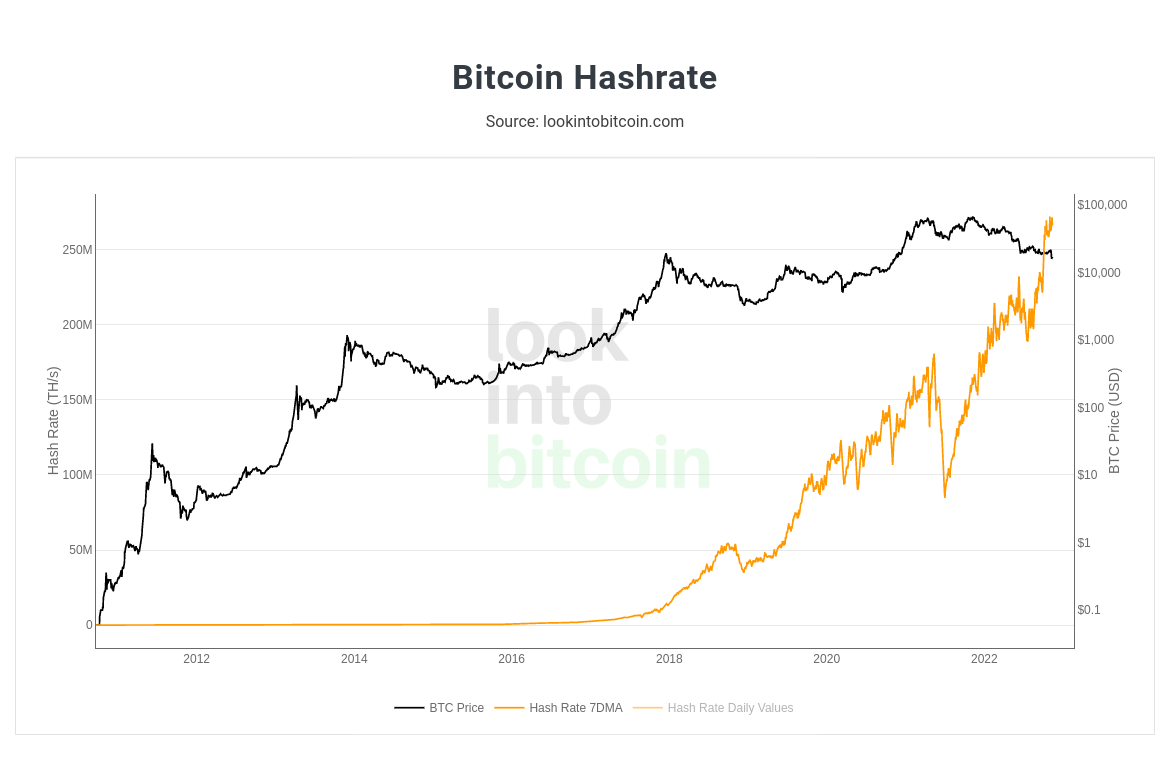 Bitcoin Hashrate
Source: lookintobitcoin.com
Hash Rate (TH/s)
250M
200M
150M
100M
50M
0
look
into
bitcoin
$100,000
$10,000
$1,000
$100
$10
$1
$0.1
BTC Price (USD)
2012 2014 2016 2018 2020 2022
BTC Price Hash Rate 7DMA Hash Rate Daily Values